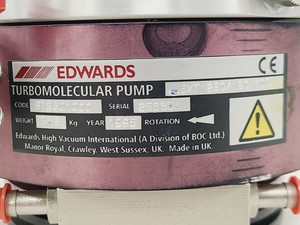 EDWARDS
TURBOMOLECULAR PUMP
CODE SERIAL
WEIGHT Kg YEAR 1995 ROTATION
Edwards High Vacuum International (A Division of BOC Ltd.)
Manor Royal, Crawley, West Sussex, UK. Made in UK